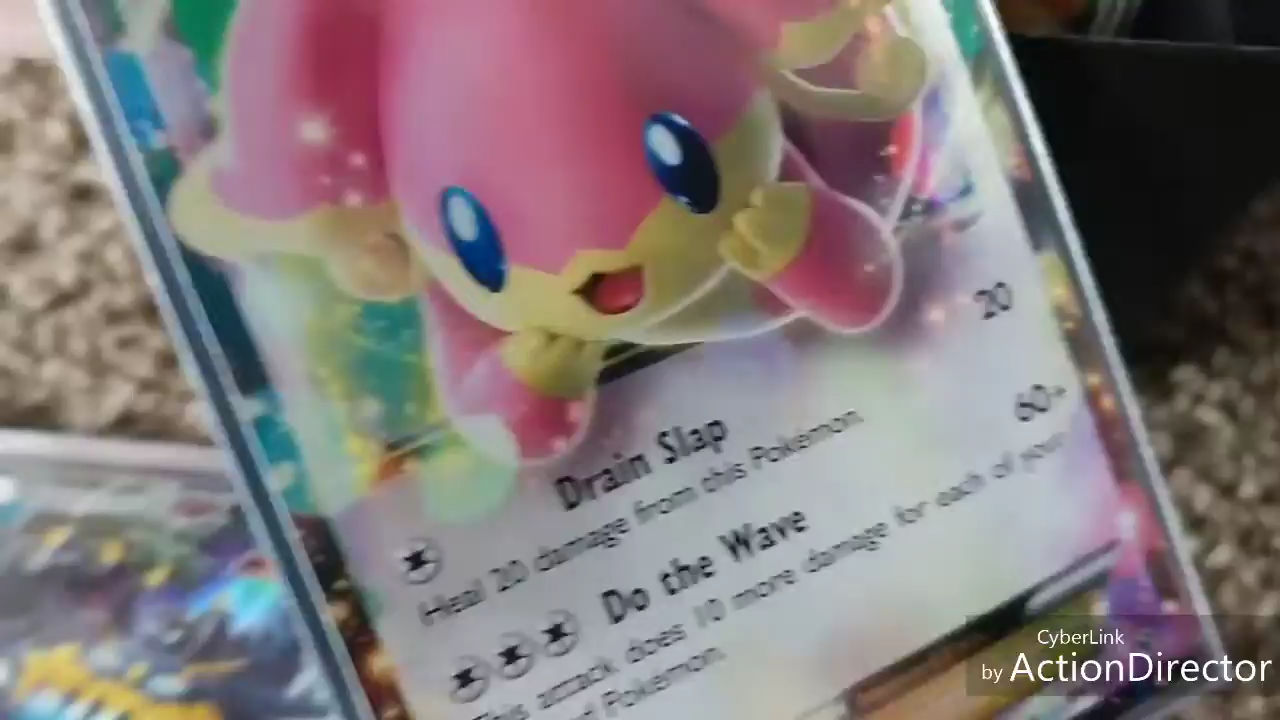 20
Drain Slap
Heal 20 damage from this Pokémon
60+
Do the Wave
This attack does 10 more damage for each of your
Pokémon.
CyberLink
by ActionDirector